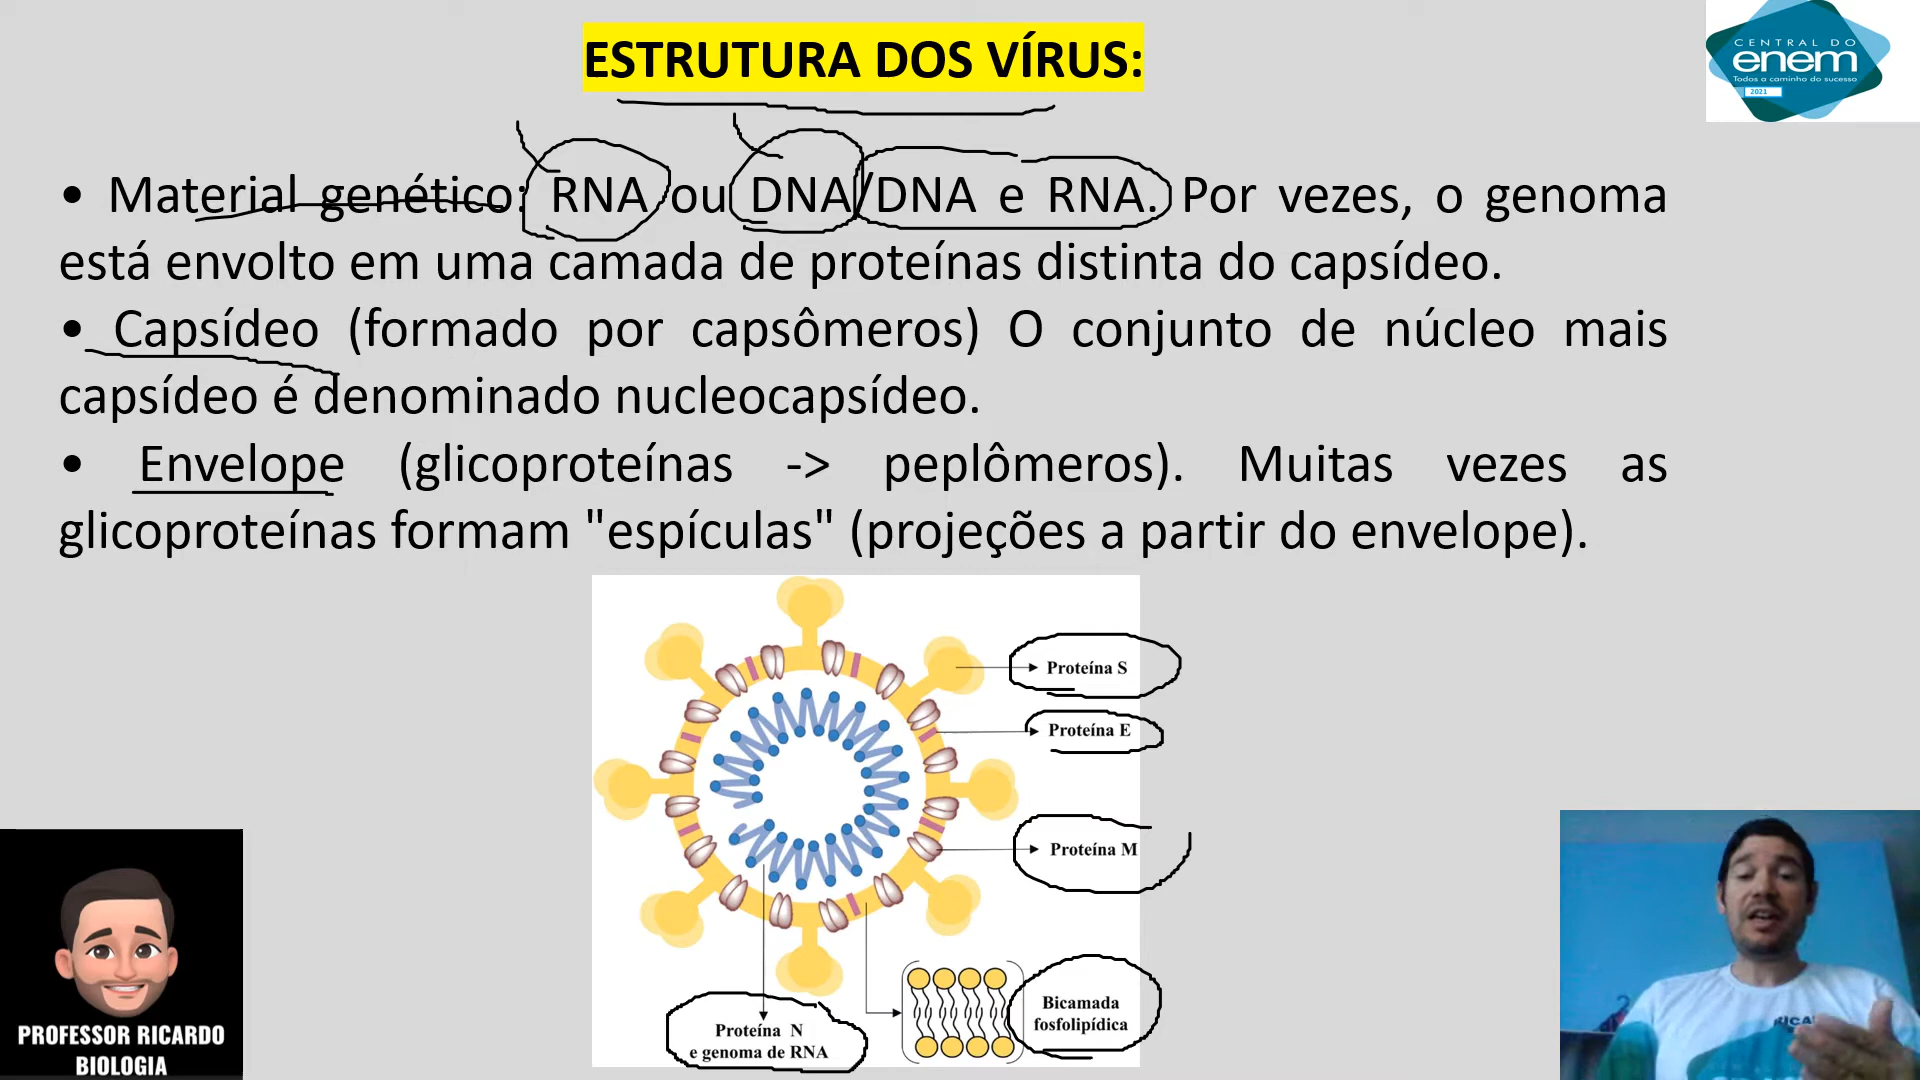 ESTRUTURA DOS VÍRUS:
CENTRAL DO
enem
Todos a caminho do sucesso
2021
• Material genético: RNA ou DNA/DNA e RNA. Por vezes, o genoma
está envolto em uma camada de proteínas distinta do capsídeo.
• Capsídeo (formado por capsômeros) O conjunto de núcleo mais
capsídeo é denominado nucleocapsídeo.
• Envelope (glicoproteínas -> peplômeros). Muitas vezes as
glicoproteínas formam "espículas" (projeções a partir do envelope).
Proteína S
Proteína E
Proteína M
Bicamada
fosfolipídica
Proteína N
e genoma de RNA
PROFESSOR RICARDO
BIOLOGIA